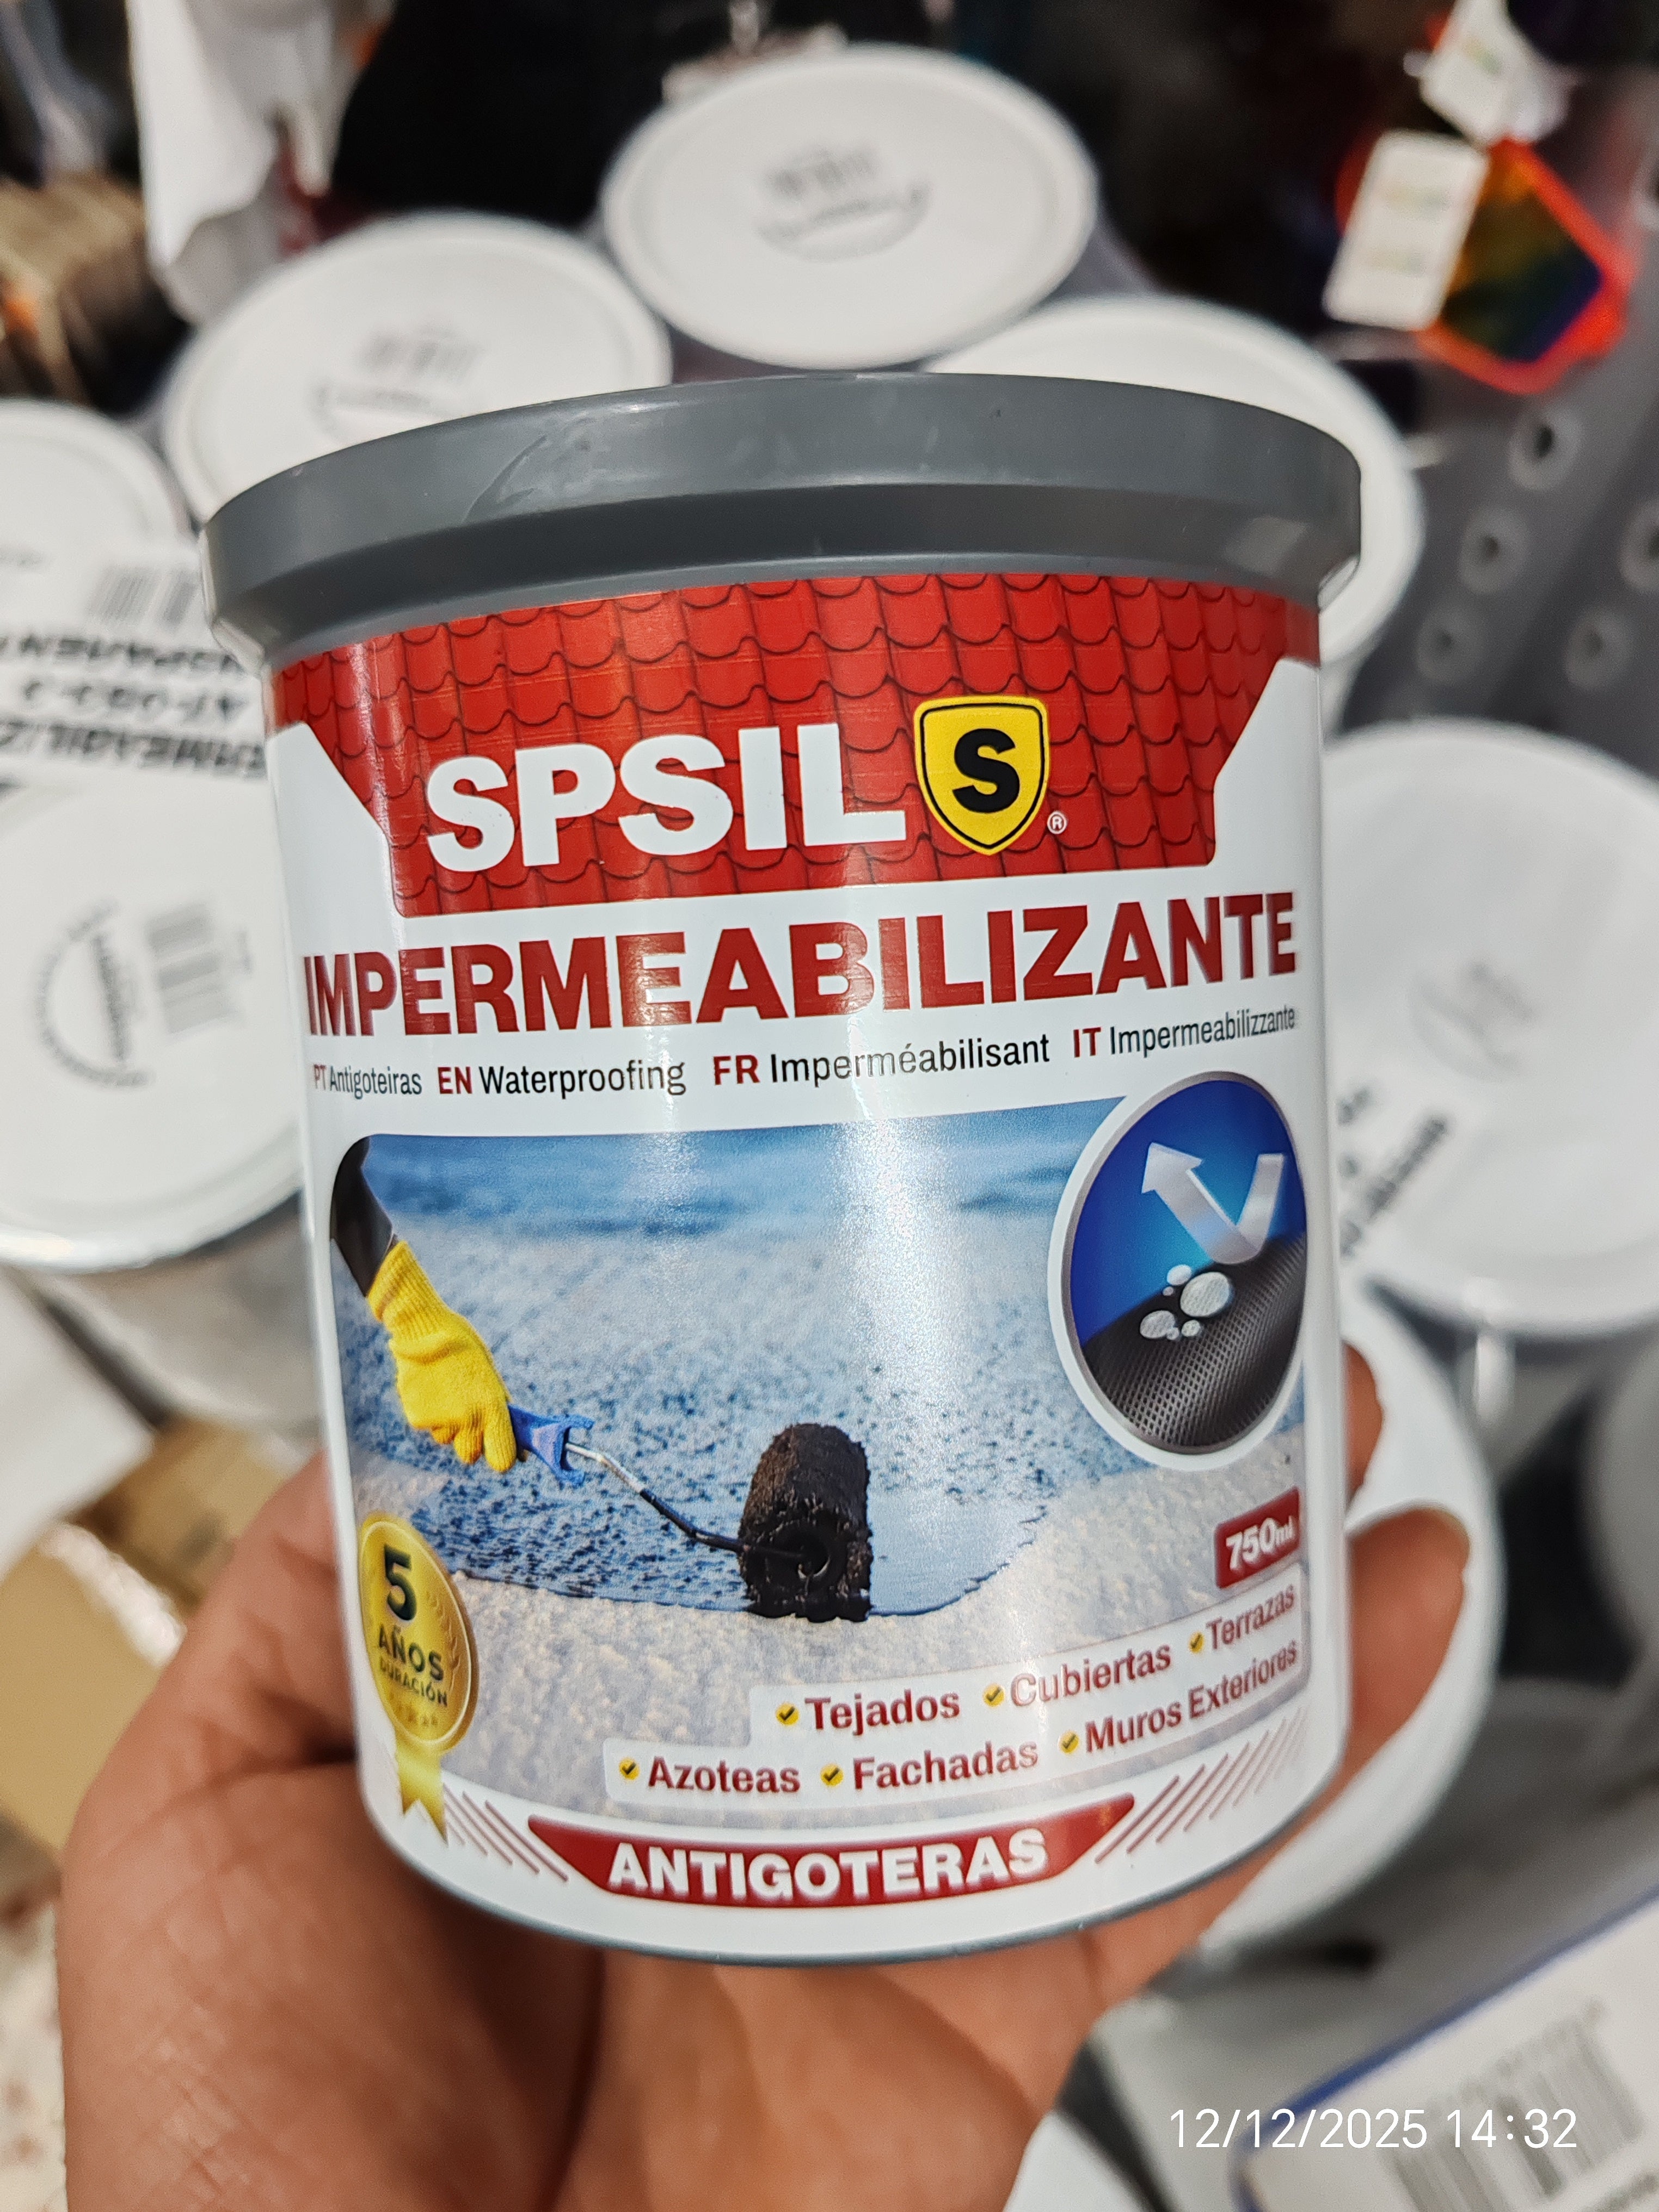 SPSIL S ®
IMPERMEABILIZANTE
PT Antigoteiras EN Waterproofing FR Imperméabilisant IT Impermeabilizzante
750ml
5
AÑOS
DURACIÓN
Tejados Cubiertas Terrazas
Azoteas Fachadas Muros Exteriores
ANTIGOTERAS
12/12/2025 14:32